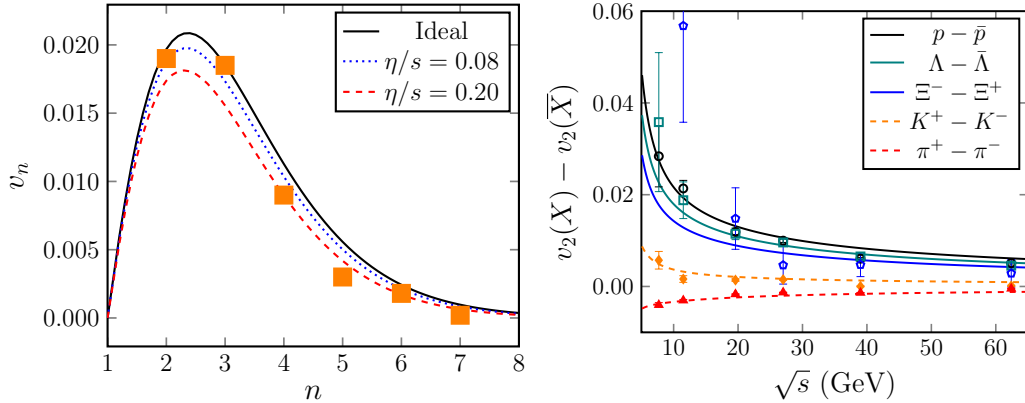 Ideal
η/s = 0.08
η/s = 0.20
0.020
0.015
0.010
0.005
0.000
v_n
1 2 3 4 5 6 7 8
n
p − p̄
Λ − Λ̄
Ξ⁻ − Ξ⁺
K⁺ − K⁻
π⁺ − π⁻
0.06
0.04
0.02
0.00
v₂(X) − v₂(X̅)
10 20 30 40 50 60
√s (GeV)